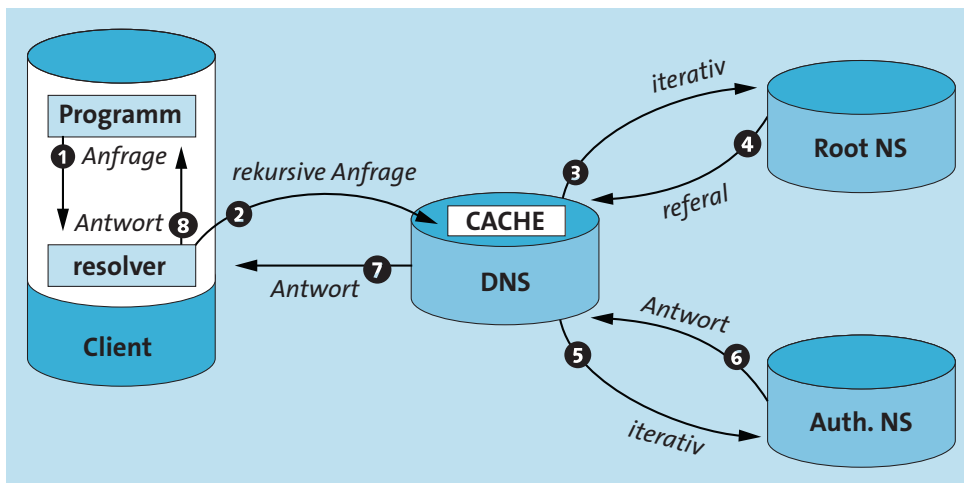 Programm
1 Anfrage
Antwort 8
resolver
Client
rekursive Anfrage
2
CACHE
DNS
7
Antwort
iterativ
3
4
referal
Root NS
Antwort
5
6
iterativ
Auth. NS